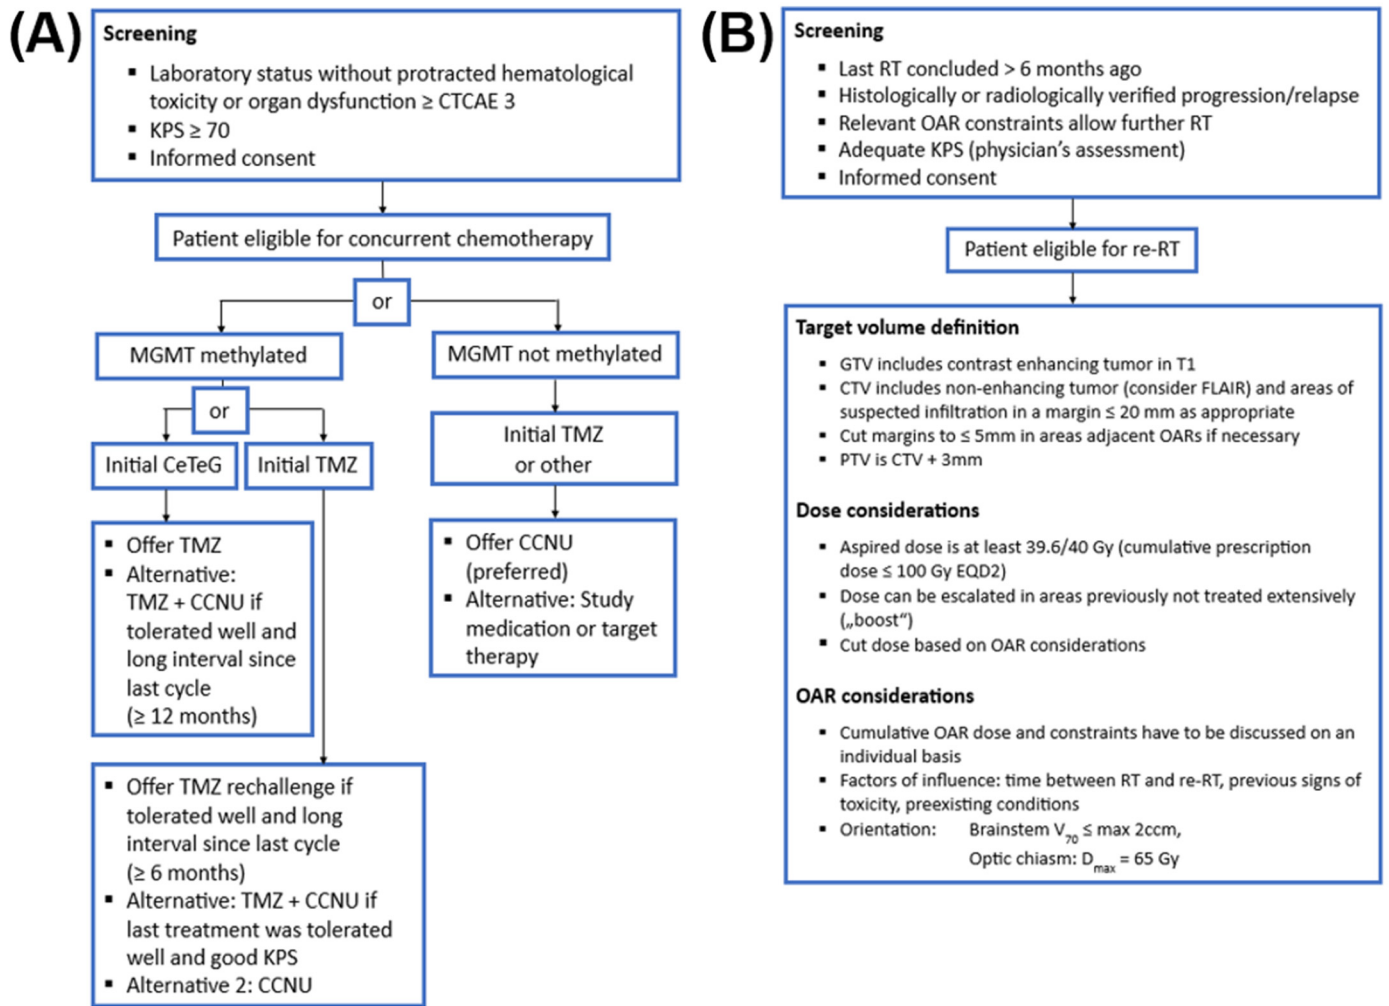 (A)
Screening
▪ Laboratory status without protracted hematological
toxicity or organ dysfunction ≥ CTCAE 3
▪ KPS ≥ 70
▪ Informed consent
Patient eligible for concurrent chemotherapy
or
MGMT methylated
MGMT not methylated
or
Initial CeTeG
Initial TMZ
Initial TMZ
or other
▪ Offer TMZ
▪ Alternative:
TMZ + CCNU if
tolerated well and
long interval since
last cycle
(≥ 12 months)
▪ Offer CCNU
(preferred)
▪ Alternative: Study
medication or target
therapy
▪ Offer TMZ rechallenge if
tolerated well and long
interval since last cycle
(≥ 6 months)
▪ Alternative: TMZ + CCNU if
last treatment was tolerated
well and good KPS
▪ Alternative 2: CCNU
(B)
Screening
▪ Last RT concluded > 6 months ago
▪ Histologically or radiologically verified progression/relapse
▪ Relevant OAR constraints allow further RT
▪ Adequate KPS (physician's assessment)
▪ Informed consent
Patient eligible for re-RT
Target volume definition
▪ GTV includes contrast enhancing tumor in T1
▪ CTV includes non-enhancing tumor (consider FLAIR) and areas of
suspected infiltration in a margin ≤ 20 mm as appropriate
▪ Cut margins to ≤ 5mm in areas adjacent OARs if necessary
▪ PTV is CTV + 3mm
Dose considerations
▪ Aspired dose is at least 39.6/40 Gy (cumulative prescription
dose ≤ 100 Gy EQD2)
▪ Dose can be escalated in areas previously not treated extensively
(„boost“)
▪ Cut dose based on OAR considerations
OAR considerations
▪ Cumulative OAR dose and constraints have to be discussed on an
individual basis
▪ Factors of influence: time between RT and re-RT, previous signs of
toxicity, preexisting conditions
▪ Orientation: Brainstem V70 ≤ max 2ccm,
Optic chiasm: Dmax = 65 Gy